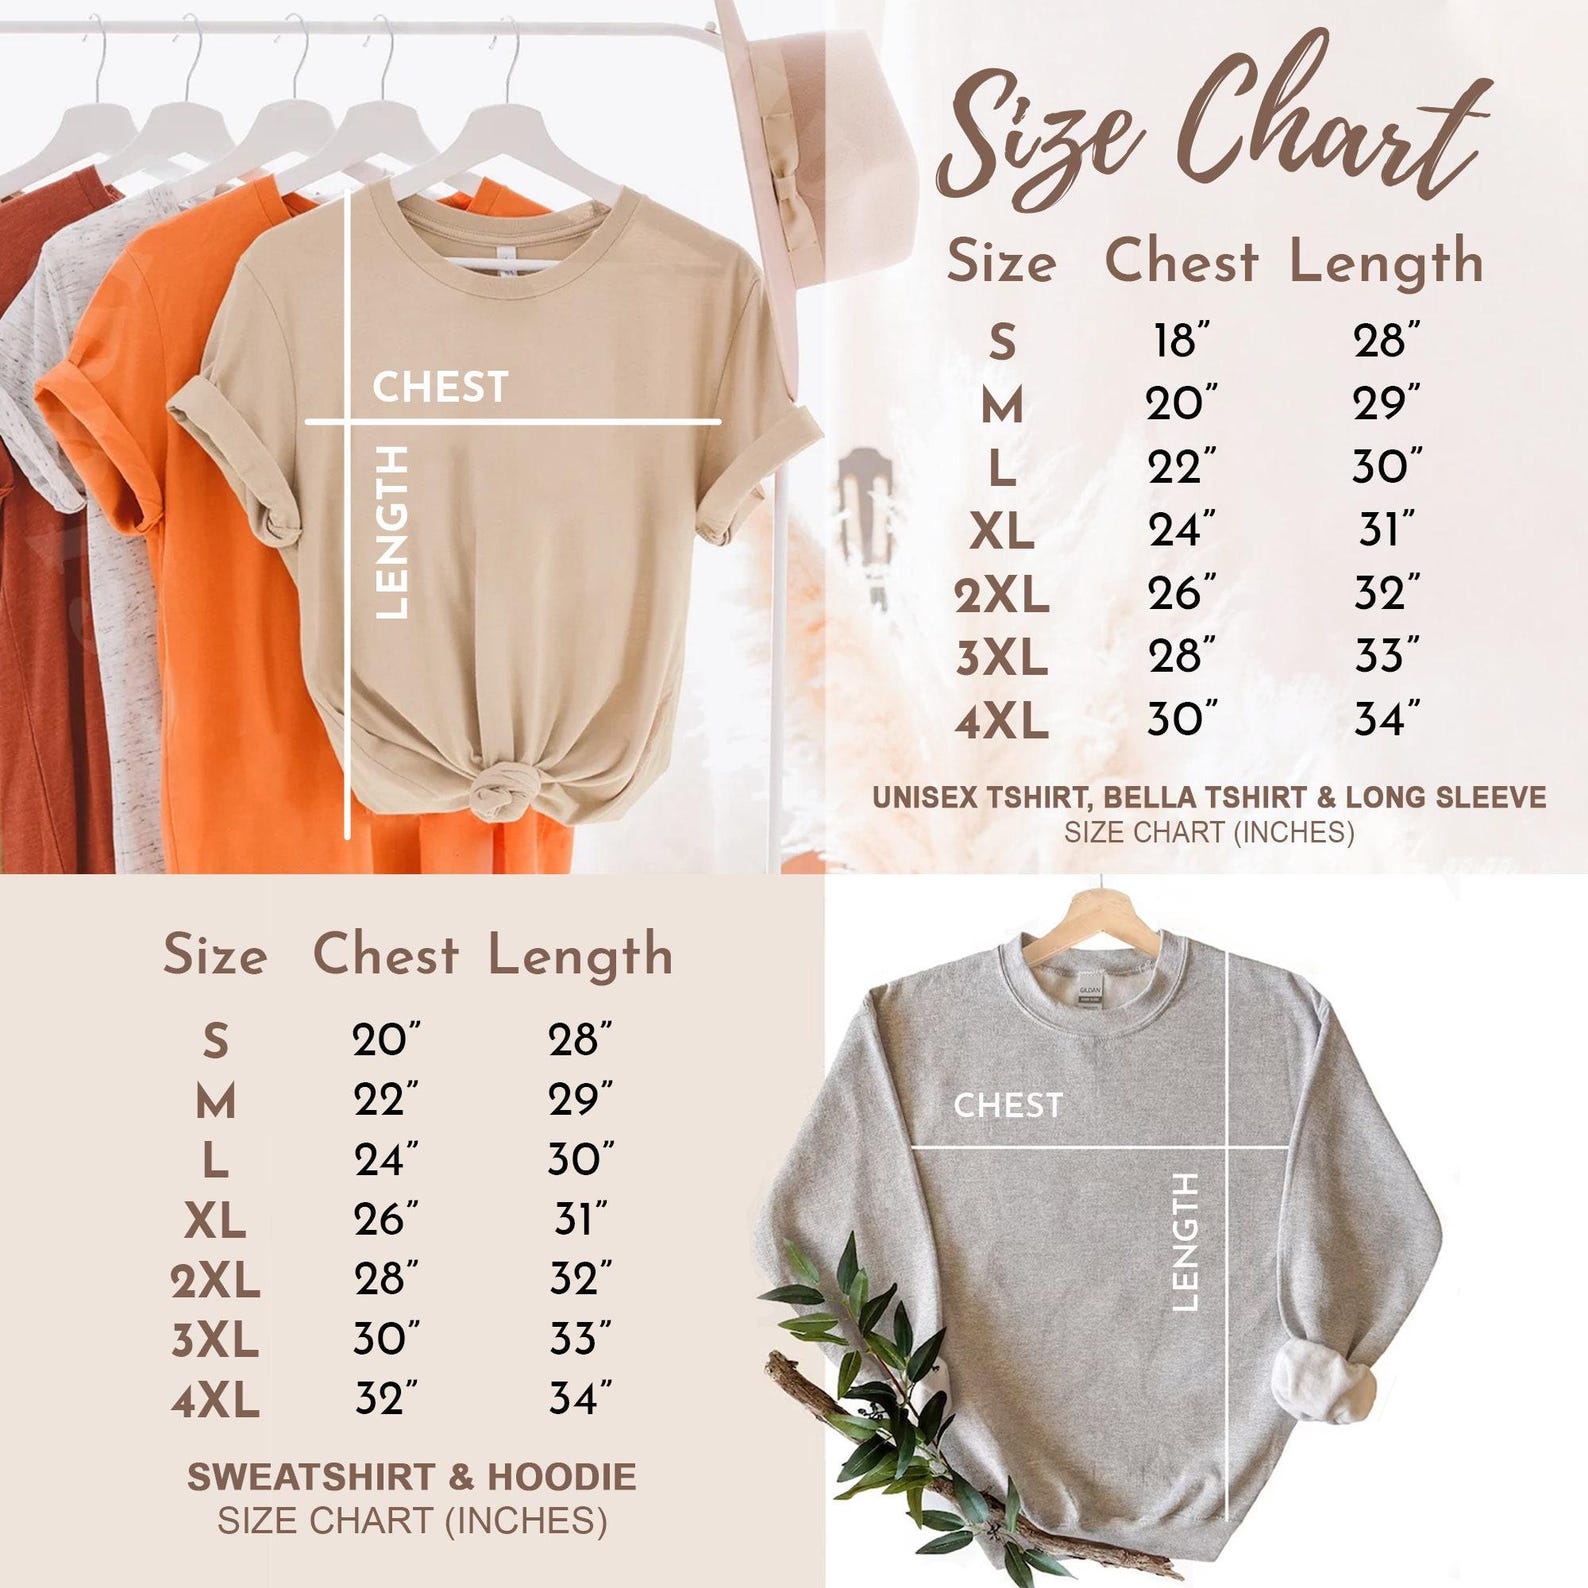 Size Chart
Size Chest Length
S 18” 28”
M 20” 29”
L 22” 30”
XL 24” 31”
2XL 26” 32”
3XL 28” 33”
4XL 30” 34”
UNISEX TSHIRT, BELLA TSHIRT & LONG SLEEVE
SIZE CHART (INCHES)
CHEST
LENGTH
Size Chest Length
S 20” 28”
M 22” 29”
L 24” 30”
XL 26” 31”
2XL 28” 32”
3XL 30” 33”
4XL 32” 34”
SWEATSHIRT & HOODIE
SIZE CHART (INCHES)
GILDAN
CHEST
LENGTH